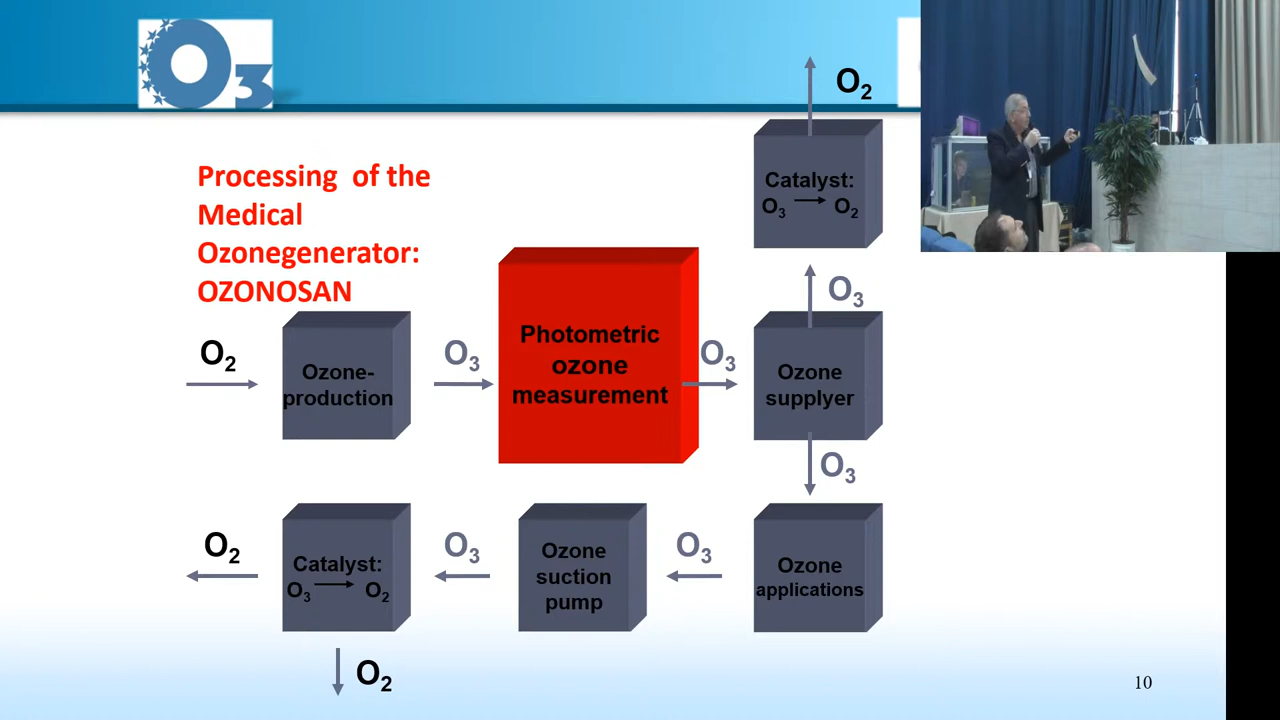 O3
O2
Processing of the
Medical
Ozonegenerator:
OZONOSAN
Catalyst:
O3 → O2
O3
O2
Ozone-
production
O3
Photometric
ozone
measurement
O3
Ozone
supplyer
O3
O2
Catalyst:
O3 → O2
O3
Ozone
suction
pump
O3
Ozone
applications
O2
10